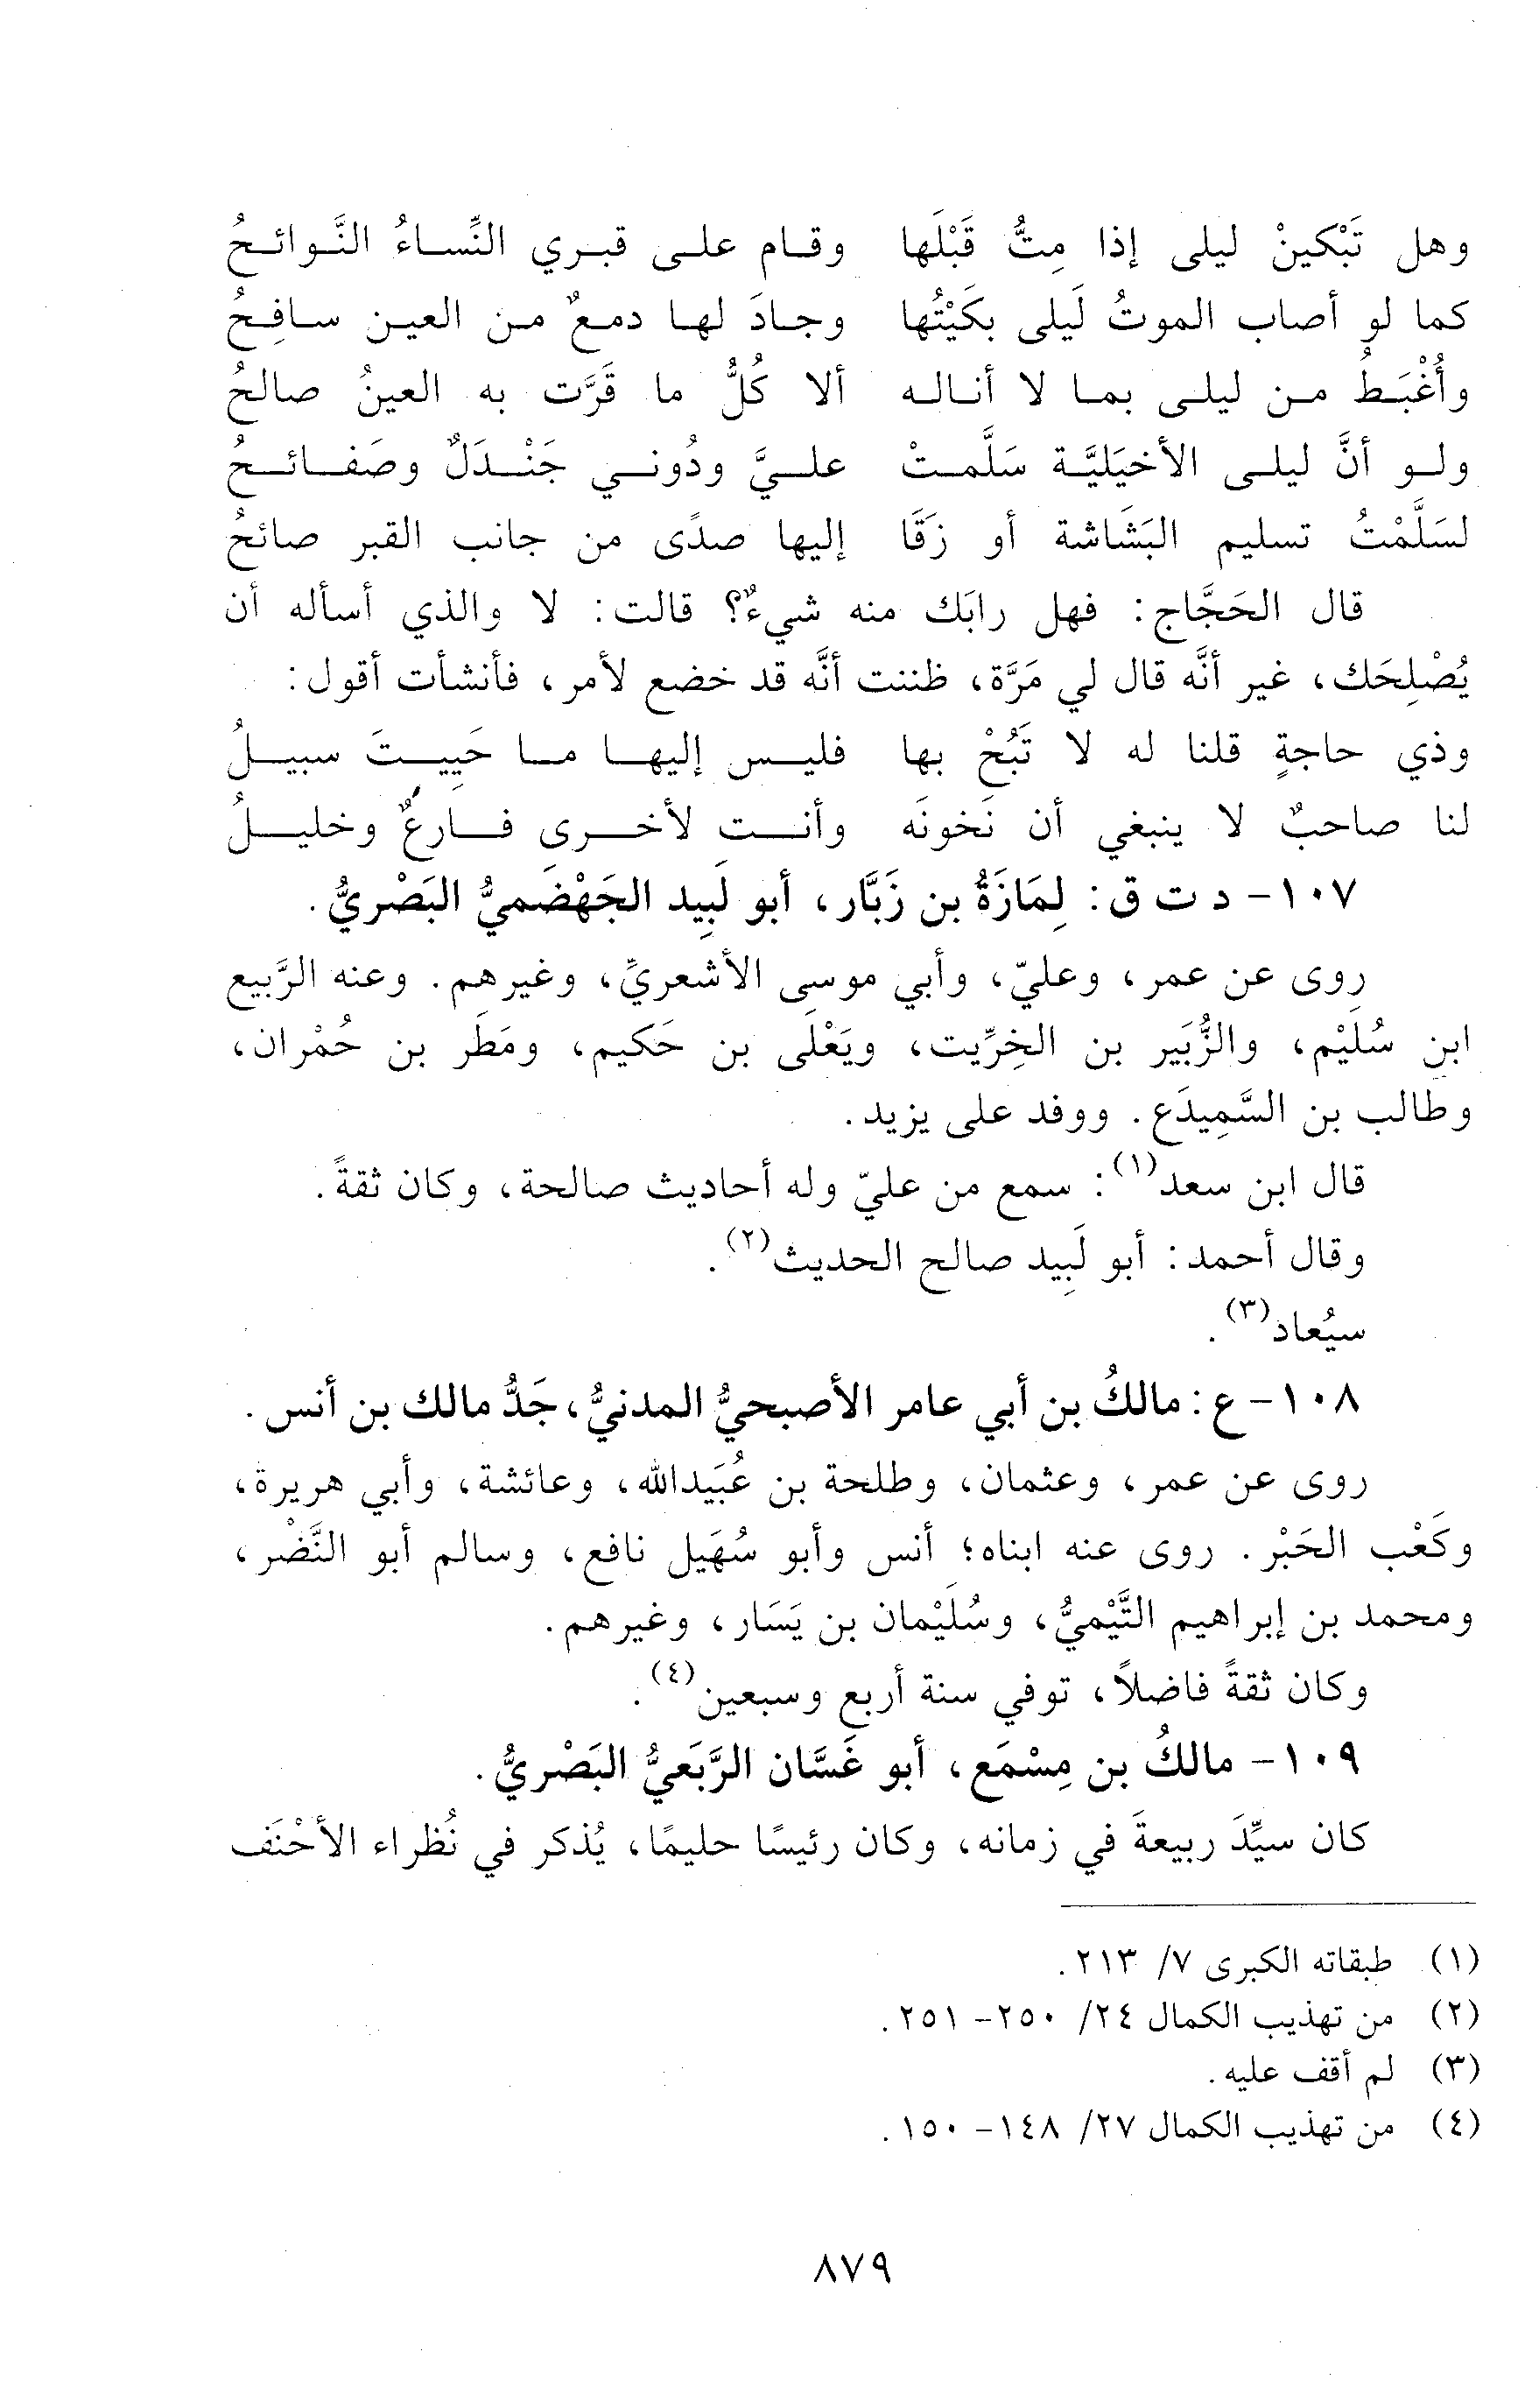 وهل تَبْكينْ ليلى إذا مِتُّ قَبْلَها وقام على قبري النِّساءُ النَّوائحُ
كما لو أصاب الموتُ لَيلى بكَيْتُها وجادَ لها دمعٌ من العين سافِحُ
وأُغْبَطُ من ليلى بما لا أناله ألا كُلُّ ما قَرَّت به العينُ صالحُ
ولو أنَّ ليلى الأخيَليَّة سَلَّمتْ عليَّ ودُوني جَنْدَلٌ وصَفائحُ
لسَلَّمْتُ تسليم البَشَاشة أو زَقَا إليها صدًى من جانب القبر صائحُ
قال الحَجَّاج: فهل رابَك منه شيءٌ؟ قالت: لا والذي أسأله أن
يُصْلِحَك، غير أنَّه قال لي مَرَّة، ظننت أنَّه قد خضع لأمر، فأنشأت أقول:
وذي حاجةٍ قلنا له لا تَبُحْ بها فليس إليها ما حَيِيتَ سبيلُ
لنا صاحبٌ لا ينبغي أن نَخونَه وأنت لأخرى فارعٌ وخليلُ
١٠٧- د ت ق: لِمَازَةُ بن زَبَّار، أبو لَبِيد الجَهْضَميُّ البَصْريُّ.
روى عن عمر، وعليّ، وأبي موسى الأشعريِّ، وغيرهم. وعنه الرَّبيع
ابن سُلَيْم، والزُّبَير بن الخِرِّيت، ويَعْلَى بن حَكيم، ومَطَر بن حُمْران،
وطالب بن السَّمِيدَع. ووفد على يزيد.
قال ابن سعد(١): سمع من عليّ وله أحاديث صالحة، وكان ثقةً.
وقال أحمد: أبو لَبِيد صالح الحديث(٢).
سيُعاد(٣).
١٠٨- ع: مالكُ بن أبي عامر الأصبحيُّ المدنيُّ، جَدُّ مالك بن أنس.
روى عن عمر، وعثمان، وطلحة بن عُبَيدالله، وعائشة، وأبي هريرة،
وكَعْب الحَبْر. روى عنه ابناه؛ أنس وأبو سُهَيل نافع، وسالم أبو النَّضْر،
ومحمد بن إبراهيم التَّيْميُّ، وسُلَيْمان بن يَسَار، وغيرهم.
وكان ثقةً فاضلاً، توفي سنة أربع وسبعين(٤).
١٠٩- مالكُ بن مِسْمَع، أبو غَسَّان الرَّبَعيُّ البَصْريُّ.
كان سيِّدَ ربيعةَ في زمانه، وكان رئيسًا حليمًا، يُذكر في نُظراء الأحْنَف
(١) طبقاته الكبرى ٧/ ٢١٣.
(٢) من تهذيب الكمال ٢٤/ ٢٥٠- ٢٥١.
(٣) لم أقف عليه.
(٤) من تهذيب الكمال ٢٧/ ١٤٨- ١٥٠.
٨٧٩